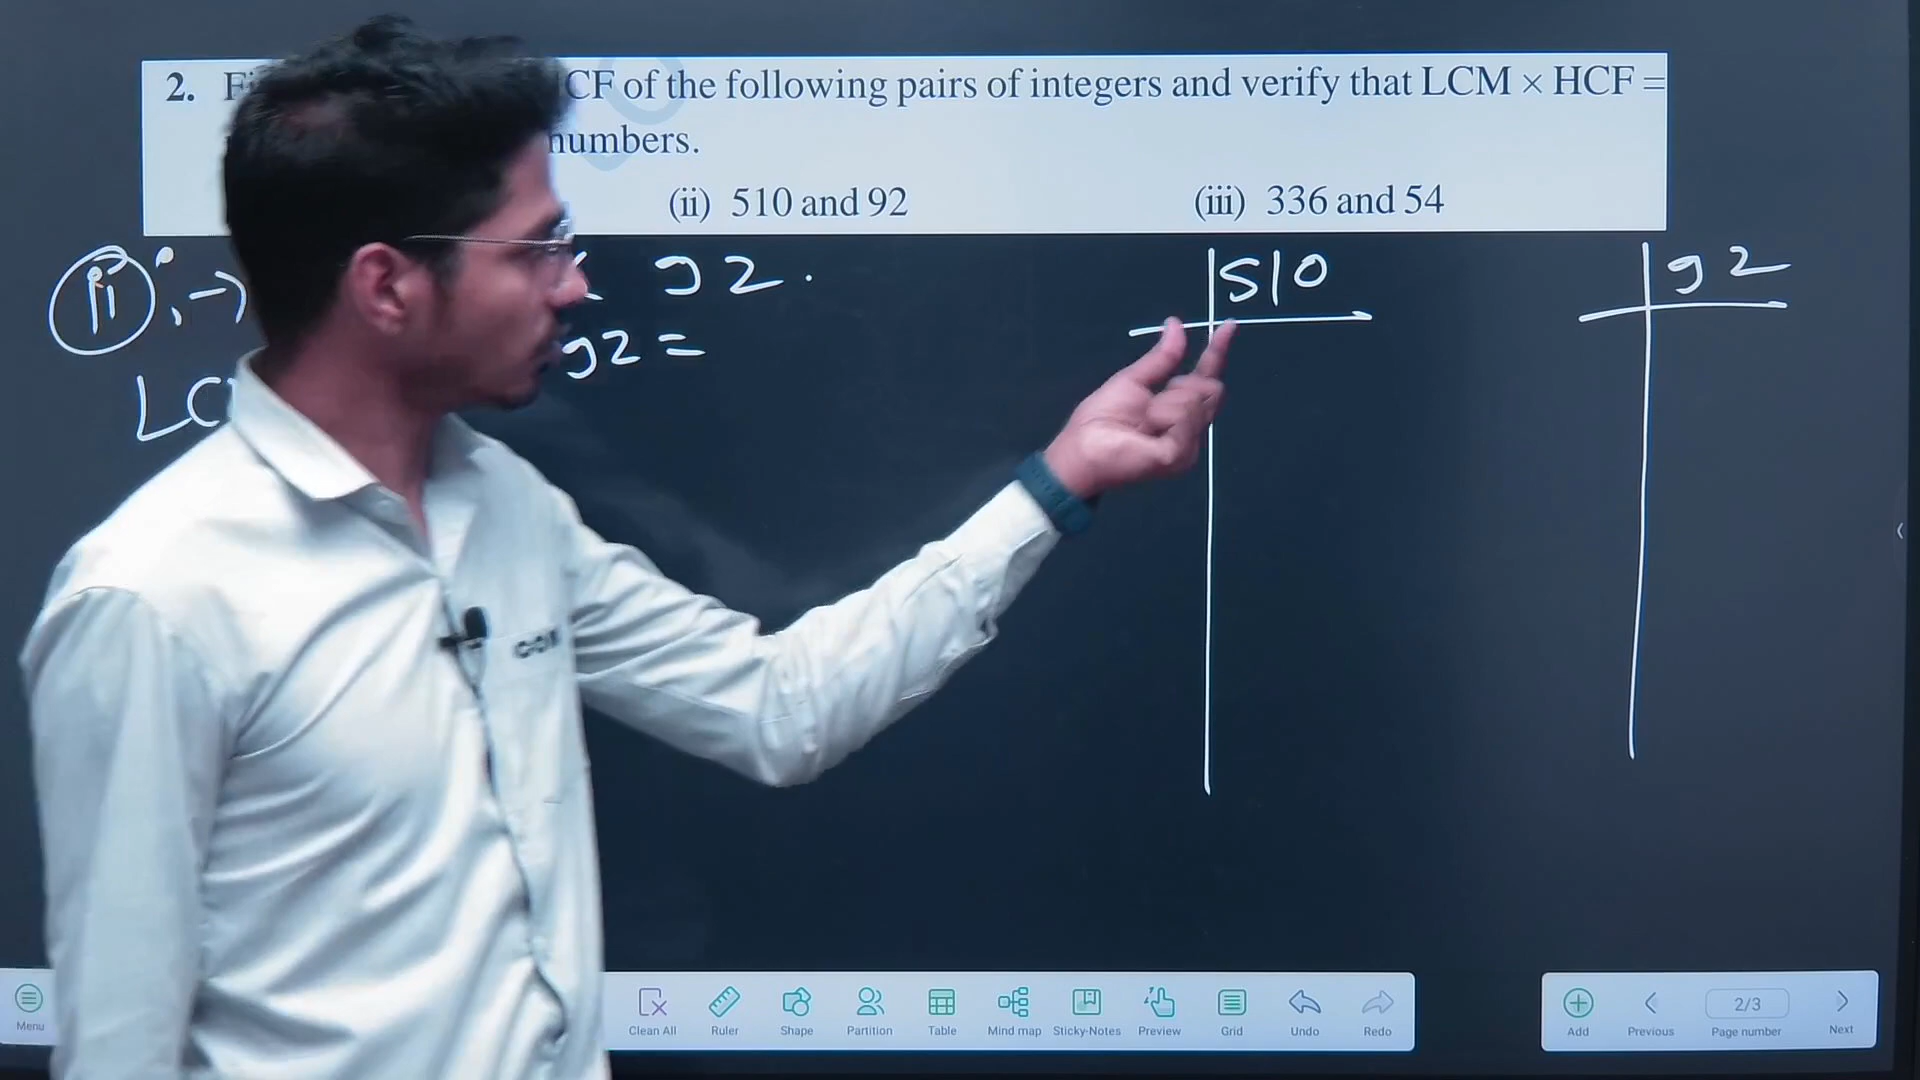 2. CF of the following pairs of integers and verify that LCM × HCF =
numbers.
(ii) 510 and 92 (iii) 336 and 54
ii → 92.
92 =
LC
510
92
Menu
Clean All Ruler Shape Partition Table Mind map Sticky-Notes Preview Grid Undo Redo
Add Previous 2/3 Page number Next